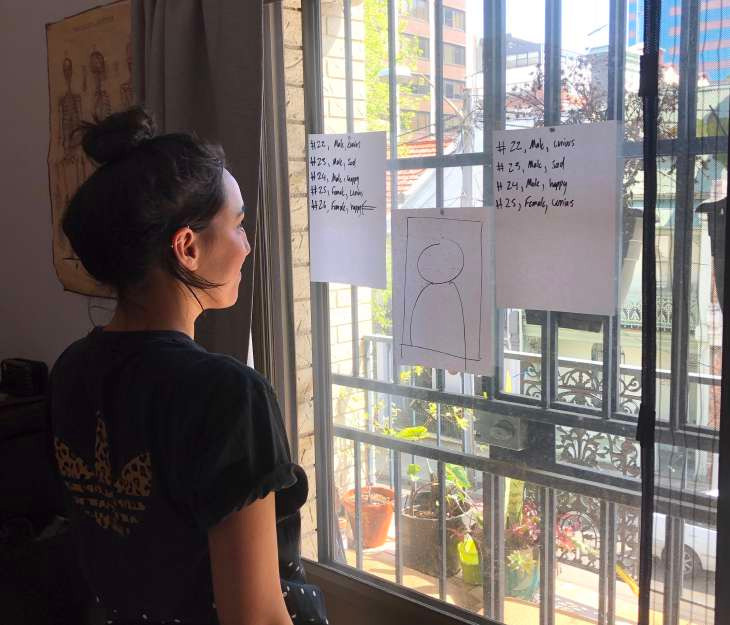 #22, Male, curious
#23, Male, Sad
#24, Male, happy
#25, Female, curious
#26, Female, happy
#22, Male, curious
#23, Male, Sad
#24, Male, happy
#25, Female, curious